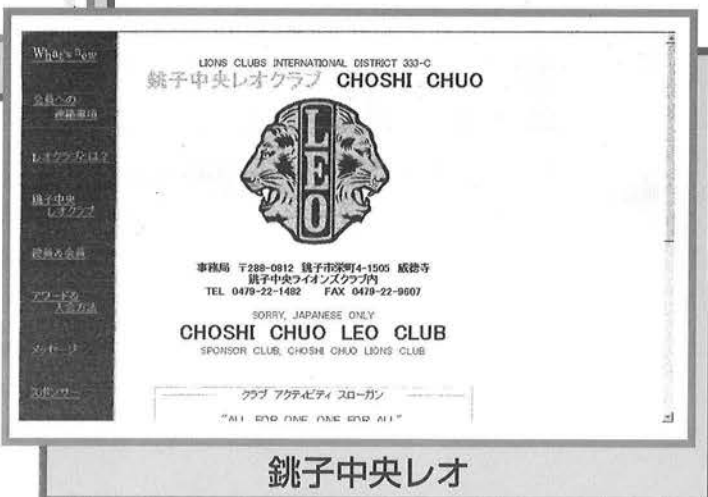 What's new
会員への
連絡事項
レオクラブとは?
銚子中央
レオクラブ
役員&会員
アワード&
入会方法
メッセージ
スポンサー
LIONS CLUBS INTERNATIONAL DISTRICT 333-C
銚子中央レオクラブ CHOSHI CHUO
LEO
事務局 〒288-0812 銚子市栄町4-1505 威徳寺
銚子中央ライオンズクラブ内
TEL 0479-22-1482 FAX 0479-22-9607
SORRY, JAPANESE ONLY
CHOSHI CHUO LEO CLUB
SPONSOR CLUB, CHOSHI CHUO LIONS CLUB
クラブ アクティビティ スローガン
"ALL FOR ONE ONE FOR ALL"
銚子中央レオ